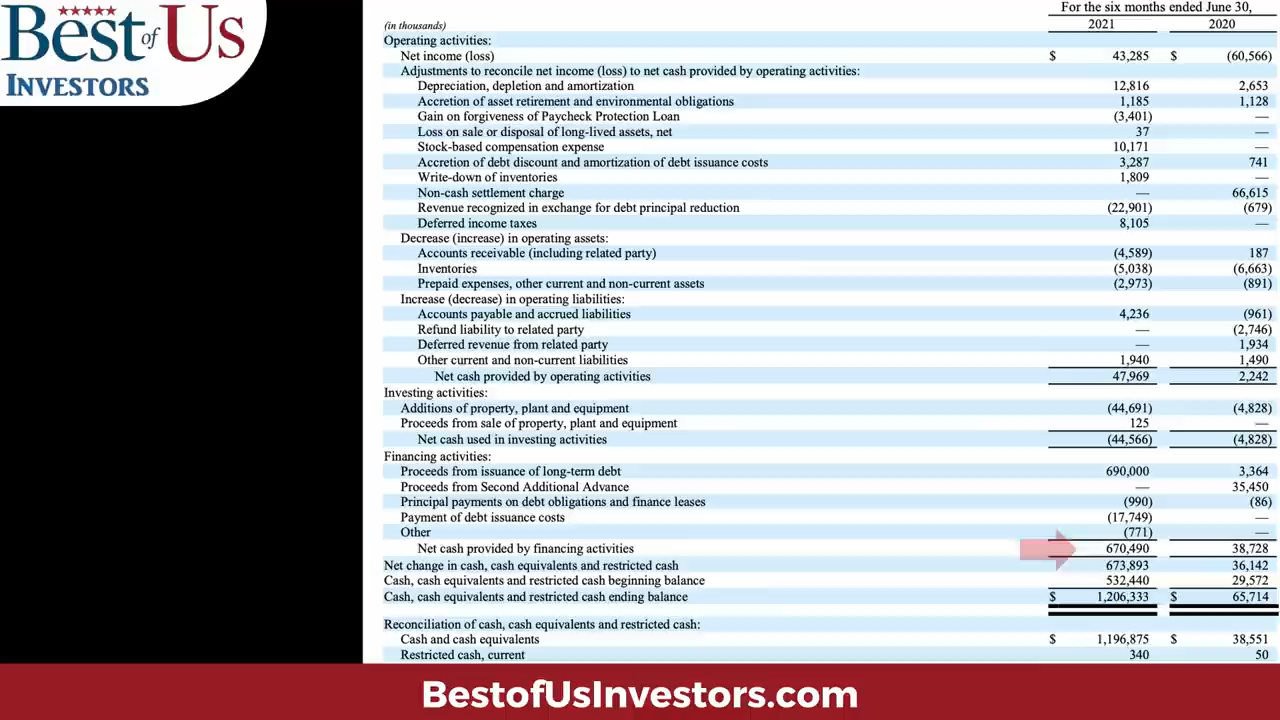 Best of Us
INVESTORS
For the six months ended June 30,
(in thousands) 2021 2020
Operating activities:
Net income (loss) $ 43,285 $ (60,566)
Adjustments to reconcile net income (loss) to net cash provided by operating activities:
Depreciation, depletion and amortization 12,816 2,653
Accretion of asset retirement and environmental obligations 1,185 1,128
Gain on forgiveness of Paycheck Protection Loan (3,401) —
Loss on sale or disposal of long-lived assets, net 37 —
Stock-based compensation expense 10,171 —
Accretion of debt discount and amortization of debt issuance costs 3,287 741
Write-down of inventories 1,809 —
Non-cash settlement charge — 66,615
Revenue recognized in exchange for debt principal reduction (22,901) (679)
Deferred income taxes 8,105 —
Decrease (increase) in operating assets:
Accounts receivable (including related party) (4,589) 187
Inventories (5,038) (6,663)
Prepaid expenses, other current and non-current assets (2,973) (891)
Increase (decrease) in operating liabilities:
Accounts payable and accrued liabilities 4,236 (961)
Refund liability to related party — (2,746)
Deferred revenue from related party — 1,934
Other current and non-current liabilities 1,940 1,490
Net cash provided by operating activities 47,969 2,242
Investing activities:
Additions of property, plant and equipment (44,691) (4,828)
Proceeds from sale of property, plant and equipment 125 —
Net cash used in investing activities (44,566) (4,828)
Financing activities:
Proceeds from issuance of long-term debt 690,000 3,364
Proceeds from Second Additional Advance — 35,450
Principal payments on debt obligations and finance leases (990) (86)
Payment of debt issuance costs (17,749) —
Other (771) —
Net cash provided by financing activities 670,490 38,728
Net change in cash, cash equivalents and restricted cash 673,893 36,142
Cash, cash equivalents and restricted cash beginning balance 532,440 29,572
Cash, cash equivalents and restricted cash ending balance $ 1,206,333 $ 65,714
Reconciliation of cash, cash equivalents and restricted cash:
Cash and cash equivalents $ 1,196,875 $ 38,551
Restricted cash, current 340 50
BestofUsInvestors.com